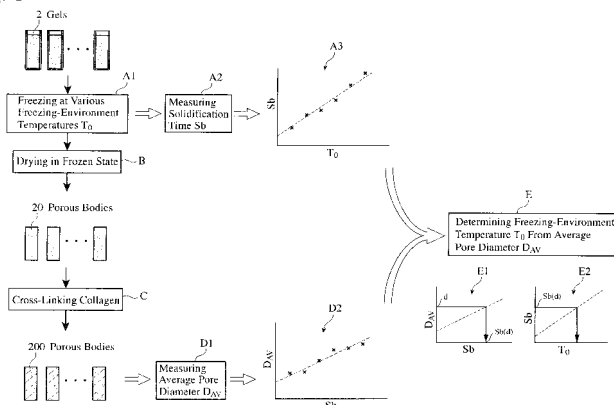 2 Gels
A1
Freezing at Various
Freezing-Environment
Temperatures T0
A2
Measuring
Solidification
Time Sb
A3
Sb
T0
B
Drying in Frozen State
20 Porous Bodies
E
Determining Freezing-Environment
Temperature T0 From Average
Pore Diameter DAV
C
Cross-Linking Collagen
E1
d
DAV
Sb(d)
Sb
E2
Sb(d)
Sb
T0
200 Porous Bodies
D1
Measuring
Average Pore
Diameter DAV
D2
DAV
Sb